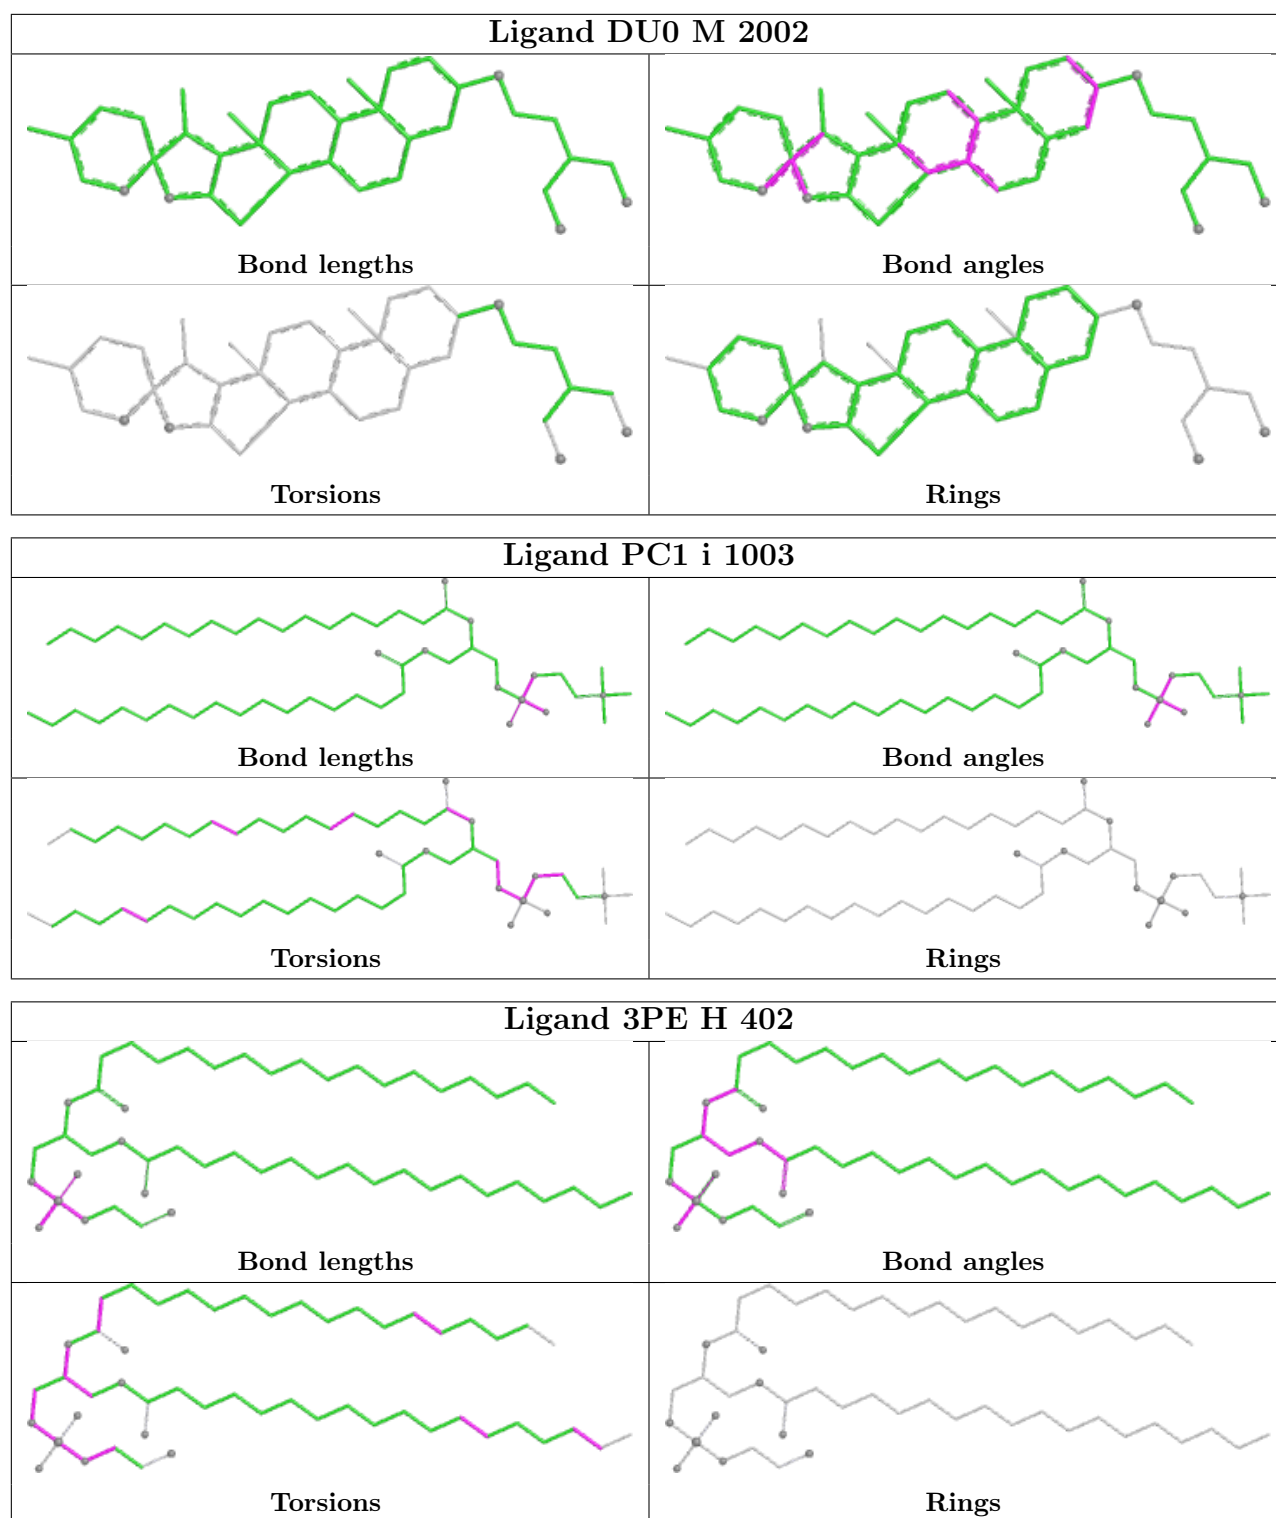 Ligand DU0 M 2002
Bond lengths
Bond angles
Torsions
Rings
Ligand PC1 i 1003
Bond lengths
Bond angles
Torsions
Rings
Ligand 3PE H 402
Bond lengths
Bond angles
Torsions
Rings